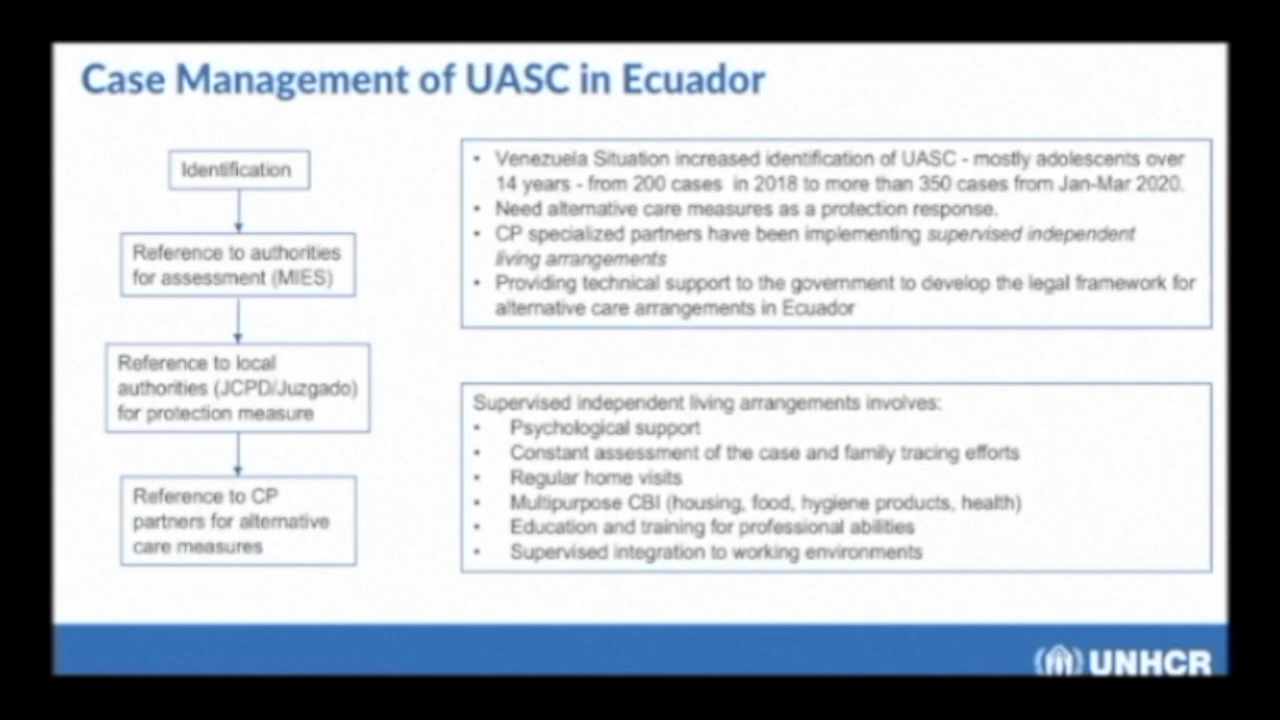 Case Management of UASC in Ecuador
Identification
Reference to authorities
for assessment (MIES)
Reference to local
authorities (JCPD/Juzgado)
for protection measure
Reference to CP
partners for alternative
care measures
• Venezuela Situation increased identification of UASC - mostly adolescents over
14 years - from 200 cases in 2018 to more than 350 cases from Jan-Mar 2020.
• Need alternative care measures as a protection response.
• CP specialized partners have been implementing supervised independent
living arrangements
• Providing technical support to the government to develop the legal framework for
alternative care arrangements in Ecuador
Supervised independent living arrangements involves:
• Psychological support
• Constant assessment of the case and family tracing efforts
• Regular home visits
• Multipurpose CBI (housing, food, hygiene products, health)
• Education and training for professional abilities
• Supervised integration to working environments
UNHCR